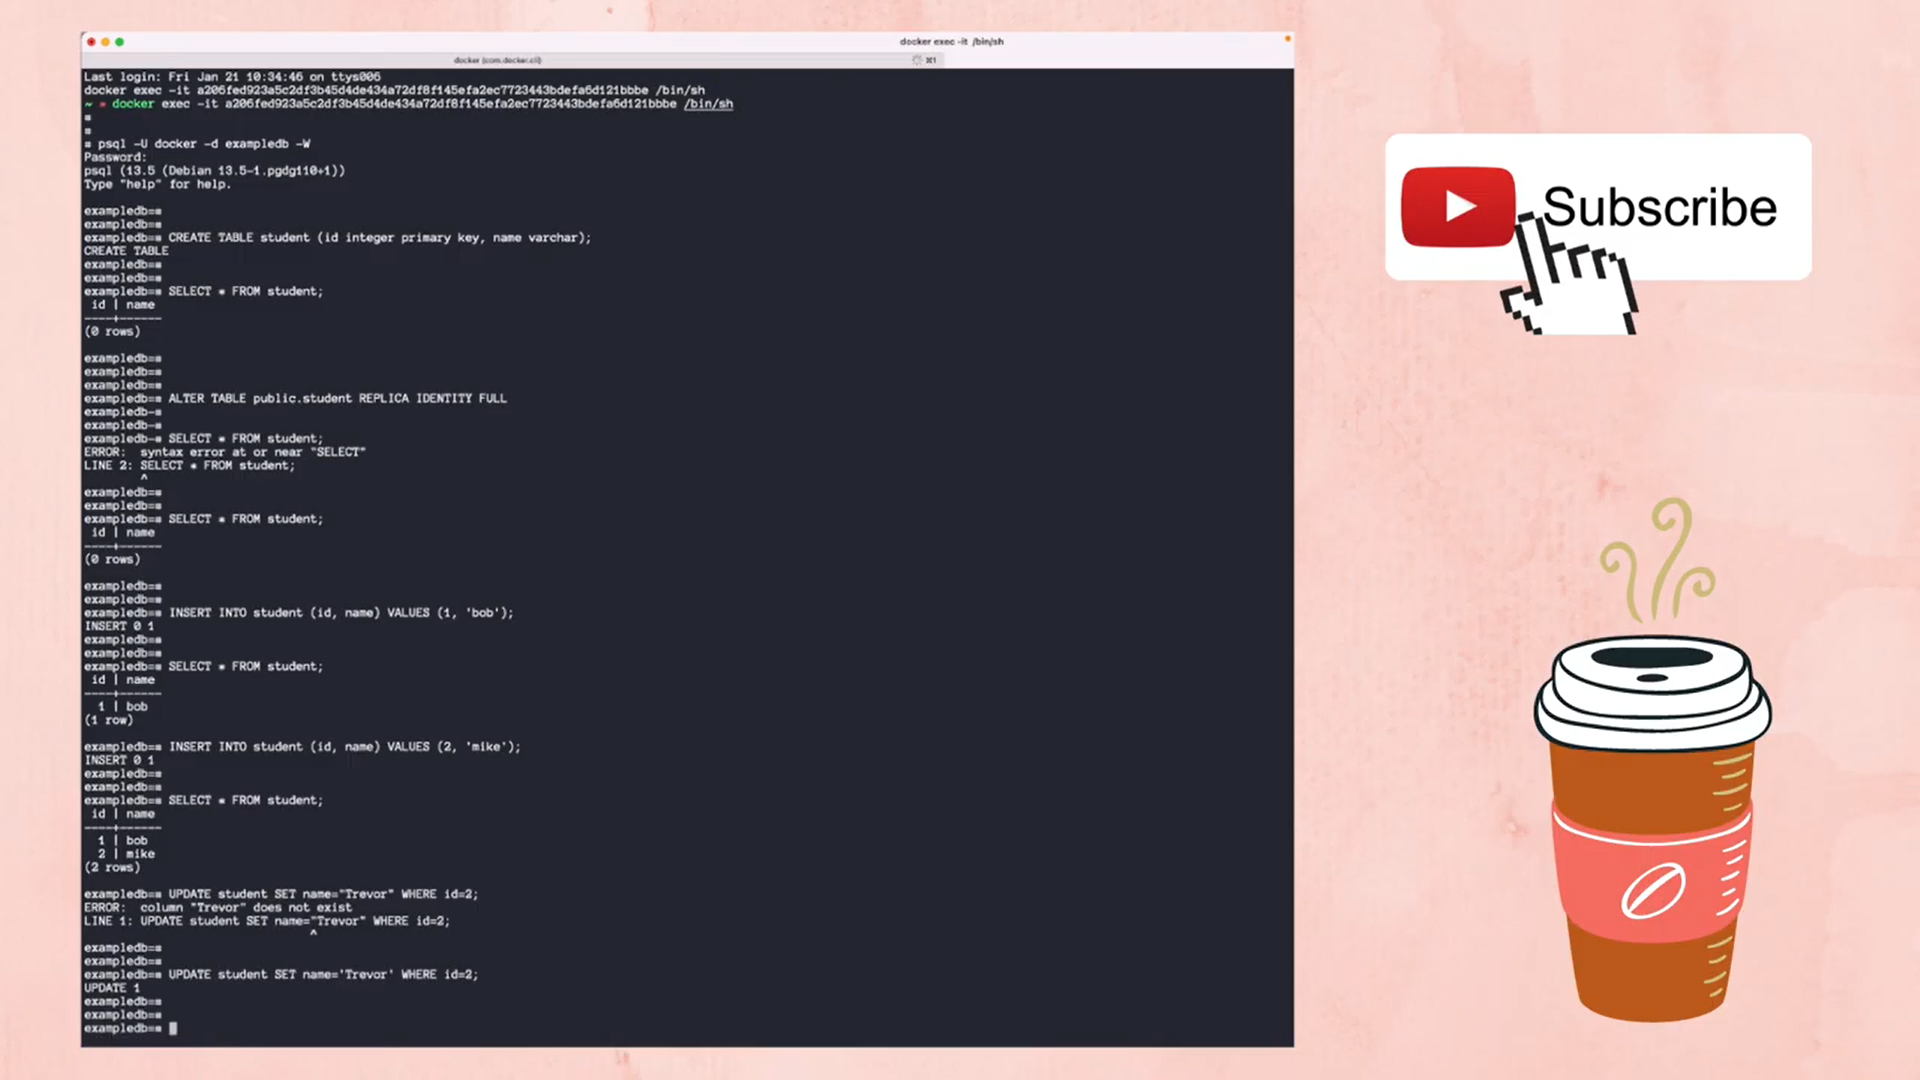 docker exec -it /bin/sh
docker (com.docker.cli)
⌘1
Last login: Fri Jan 21 10:34:46 on ttys006
docker exec -it a206fed923a5c2df3b45d4de434a72df8f145efa2ec7723443bdefa6d121bbbe /bin/sh
~ docker exec -it a206fed923a5c2df3b45d4de434a72df8f145efa2ec7723443bdefa6d121bbbe /bin/sh
#
#
# psql -U docker -d exampledb -W
Password:
psql (13.5 (Debian 13.5-1.pgdg110+1))
Type "help" for help.
exampledb=#
exampledb=#
exampledb=# CREATE TABLE student (id integer primary key, name varchar);
CREATE TABLE
exampledb=#
exampledb=#
exampledb=# SELECT * FROM student;
id | name
----+------
(0 rows)
exampledb=#
exampledb=#
exampledb=#
exampledb=# ALTER TABLE public.student REPLICA IDENTITY FULL
exampledb-#
exampledb-#
exampledb-# SELECT * FROM student;
ERROR: syntax error at or near "SELECT"
LINE 2: SELECT * FROM student;
^
exampledb=#
exampledb=#
exampledb=# SELECT * FROM student;
id | name
----+------
(0 rows)
exampledb=#
exampledb=#
exampledb=# INSERT INTO student (id, name) VALUES (1, 'bob');
INSERT 0 1
exampledb=#
exampledb=#
exampledb=# SELECT * FROM student;
id | name
----+------
1 | bob
(1 row)
exampledb=# INSERT INTO student (id, name) VALUES (2, 'mike');
INSERT 0 1
exampledb=#
exampledb=#
exampledb=# SELECT * FROM student;
id | name
----+------
1 | bob
2 | mike
(2 rows)
exampledb=# UPDATE student SET name="Trevor" WHERE id=2;
ERROR: column "Trevor" does not exist
LINE 1: UPDATE student SET name="Trevor" WHERE id=2;
^
exampledb=#
exampledb=#
exampledb=# UPDATE student SET name='Trevor' WHERE id=2;
UPDATE 1
exampledb=#
exampledb=#
exampledb=#
Subscribe